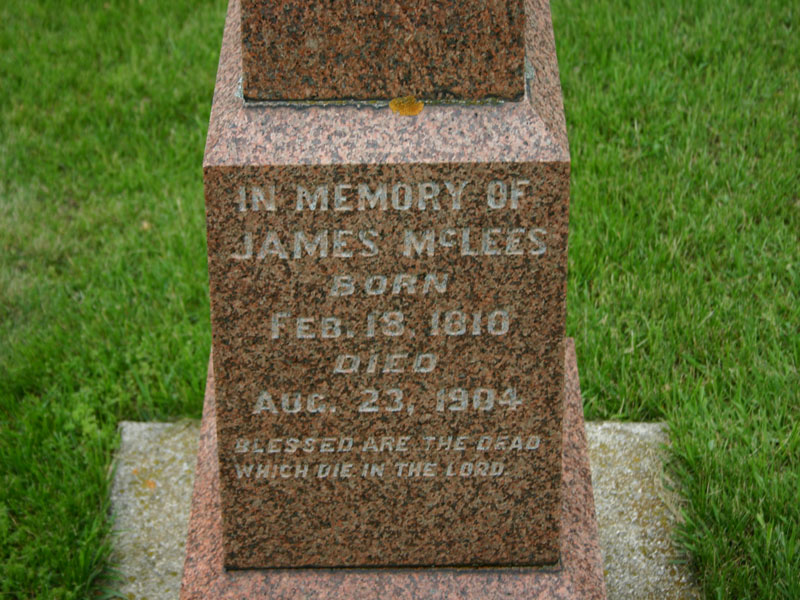 IN MEMORY OF
JAMES McLEES
BORN
FEB. 18, 1810
DIED
AUG. 23, 1904
BLESSED ARE THE DEAD
WHICH DIE IN THE LORD.